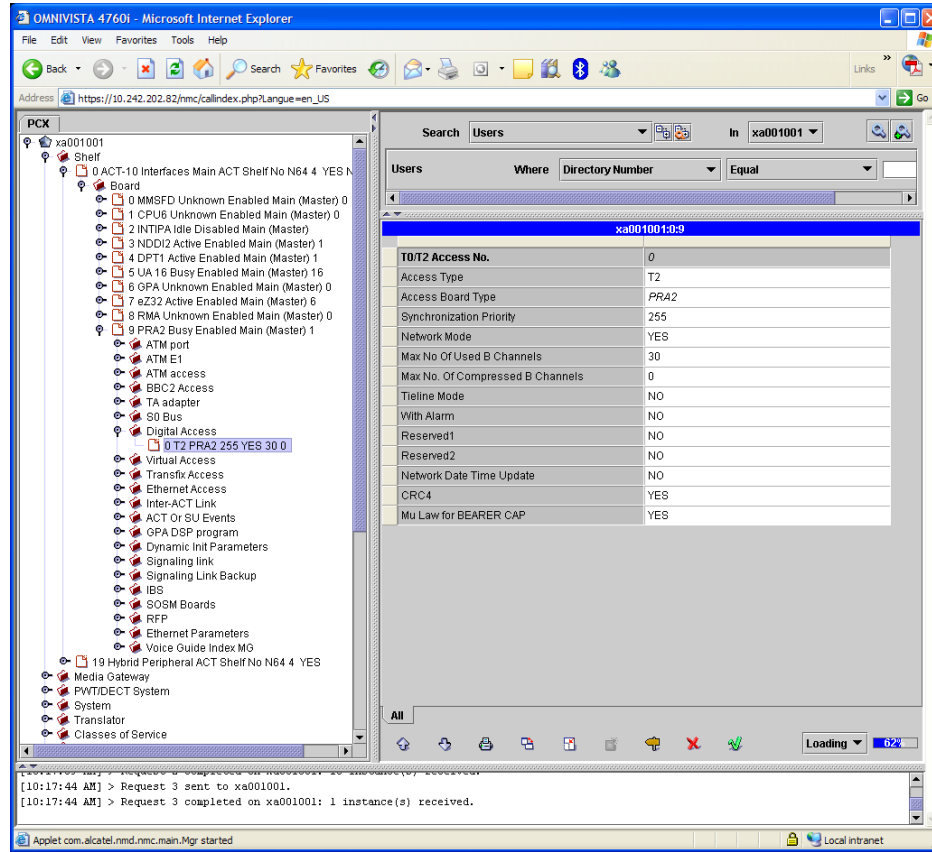 OMNIVISTA 4760i - Microsoft Internet Explorer
File Edit View Favorites Tools Help
Back Search Favorites Links »
Address https://10.242.202.82/nmc/callindex.php?Langue=en_US Go
PCX
xa001001
Shelf
0 ACT-10 Interfaces Main ACT Shelf No N64 4 YES N
Board
0 MMSFD Unknown Enabled Main (Master) 0
1 CPU6 Unknown Enabled Main (Master) 0
2 INTIPA Idle Disabled Main (Master)
3 NDDI2 Active Enabled Main (Master) 1
4 DPT1 Active Enabled Main (Master) 1
5 UA 16 Busy Enabled Main (Master) 16
6 GPA Unknown Enabled Main (Master) 0
7 eZ32 Active Enabled Main (Master) 6
8 RMA Unknown Enabled Main (Master) 0
9 PRA2 Busy Enabled Main (Master) 1
ATM port
ATM E1
ATM access
BBC2 Access
TA adapter
S0 Bus
Digital Access
0 T2 PRA2 255 YES 30 0
Virtual Access
Transfix Access
Ethernet Access
Inter-ACT Link
ACT Or SU Events
GPA DSP program
Dynamic Init Parameters
Signaling link
Signaling Link Backup
IBS
SOSM Boards
RFP
Ethernet Parameters
Voice Guide Index MG
19 Hybrid Peripheral ACT Shelf No N64 4 YES
Media Gateway
PWT/DECT System
System
Translator
Classes of Service
Search Users In xa001001
Users Where Directory Number Equal
xa001001:0:9
T0/T2 Access No. 0
Access Type T2
Access Board Type PRA2
Synchronization Priority 255
Network Mode YES
Max No Of Used B Channels 30
Max No. Of Compressed B Channels 0
Tieline Mode NO
With Alarm NO
Reserved1 NO
Reserved2 NO
Network Date Time Update NO
CRC4 YES
Mu Law for BEARER CAP YES
All
Loading 62%
[10:17:44 AM] > Request 3 sent to xa001001.
[10:17:44 AM] > Request 3 completed on xa001001: 1 instance(s) received.
Applet com.alcatel.nmd.nmc.main.Mgr started Local intranet